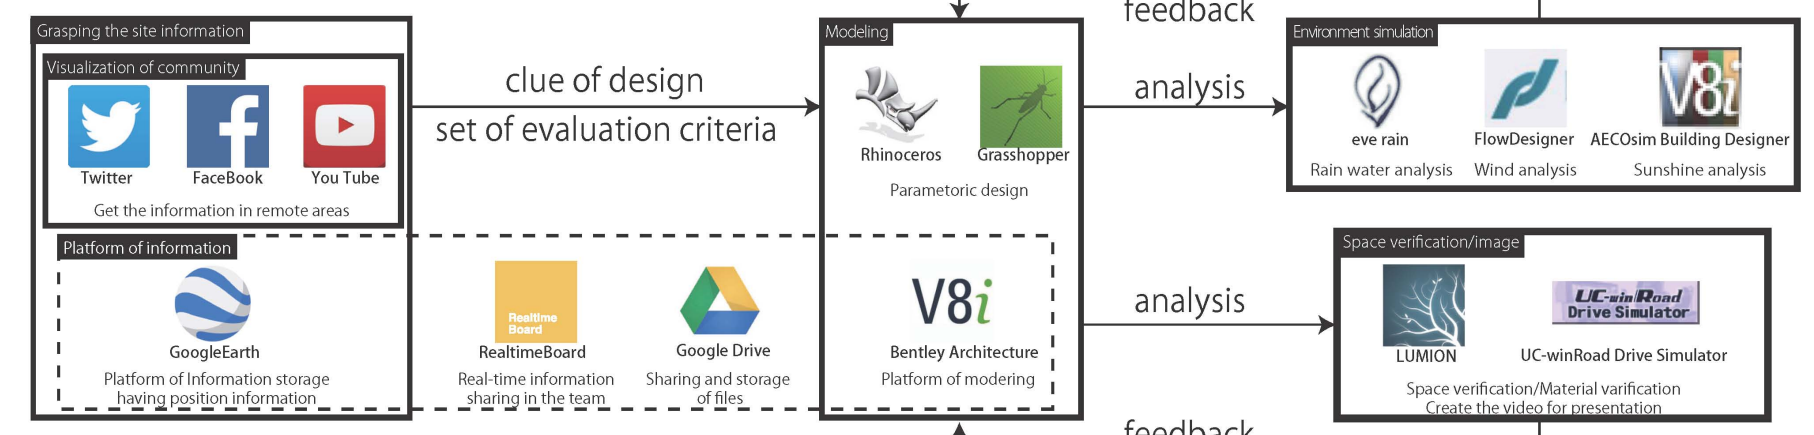 Grasping the site information
Visualization of community
Twitter
FaceBook
You Tube
Get the information in remote areas
Platform of information
GoogleEarth
Platform of Information storage
having position information
Realtime
Board
RealtimeBoard
Real-time information
sharing in the team
Google Drive
Sharing and storage
of files
clue of design
set of evaluation criteria
Modeling
Rhinoceros
Grasshopper
Parametoric design
V8i
Bentley Architecture
Platform of modering
feedback
analysis
analysis
feedback
Environment simulation
eve rain
Rain water analysis
FlowDesigner
Wind analysis
V8i
AECOsim Building Designer
Sunshine analysis
Space verification/image
LUMION
UC-win/Road
Drive Simulator
UC-winRoad Drive Simulator
Space verification/Material varification
Create the video for presentation